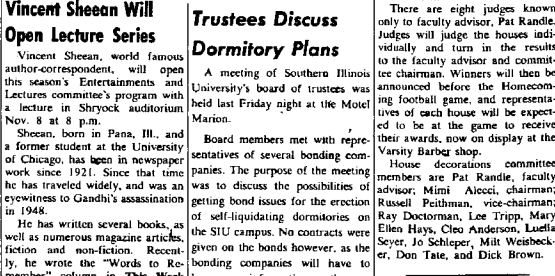 Vincent Sheean Will
Open Lecture Series
Vincent Sheean, world famous
author-correspondent, will open
this season's Entertainments and
Lectures committee's program with
a lecture in Shryock auditorium
Nov. 8 at 8 p.m.
Sheean, born in Pana, Ill., and
a former student at the University
of Chicago, has been in newspaper
work since 1921. Since that time
he has traveled widely, and was an
eyewitness to Gandhi's assassination
in 1948.
He has written several books, as
well as numerous magazine articles,
fiction and non-fiction. Recent-
ly, he wrote the "Words to Re-
member" column in This Week
Trustees Discuss
Dormitory Plans
A meeting of Southern Illinois
University's board of trustees was
held last Friday night at the Motel
Marion.
Board members met with repre-
sentatives of several bonding com-
panies. The purpose of the meeting
was to discuss the possibilities of
getting bond issues for the erection
of self-liquidating dormitories on
the SIU campus. No contracts were
given on the bonds however, as the
bonding companies will have to
There are eight judges known
only to faculty advisor, Pat Randle.
Judges will judge the houses indi-
vidually and turn in the results
to the faculty advisor and commit-
tee chairman. Winners will then be
announced before the Homecom-
ing football game, and representa-
tives of each house will be expect-
ed to be at the game to receive
their awards, now on display at the
Varsity Barber shop.
House decorations committee
members are Pat Randle, faculty
advisor; Mimi Alecci, chairman;
Russell Peithman, vice-chairman;
Ray Doctorman, Lee Tripp, Mary
Ellen Hays, Cleo Anderson, Luella
Seyer, Jo Schleper, Milt Weisbeck-
er, Don Tate, and Dick Brown.